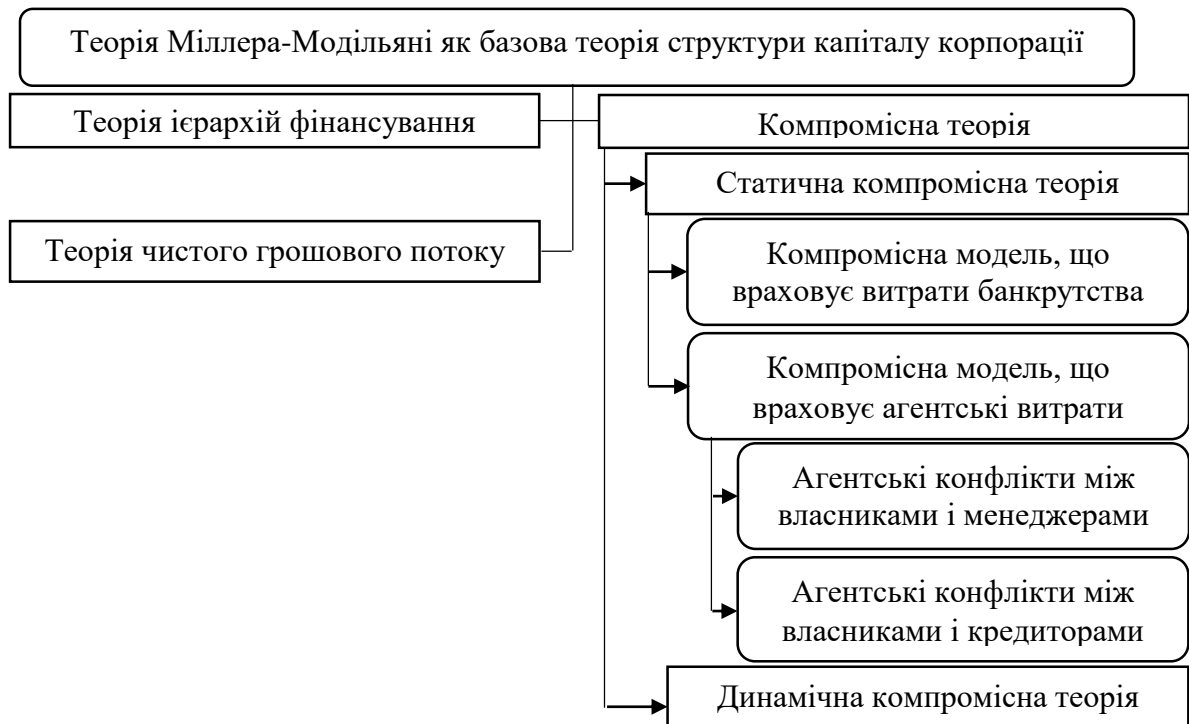 Теорія Міллера-Модільяні як базова теорія структури капіталу корпорації
Теорія ієрархій фінансування
Компромісна теорія
Статична компромісна теорія
Теорія чистого грошового потоку
Компромісна модель, що
враховує витрати банкрутства
Компромісна модель, що
враховує агентські витрати
Агентські конфлікти між
власниками і менеджерами
Агентські конфлікти між
власниками і кредиторами
Динамічна компромісна теорія